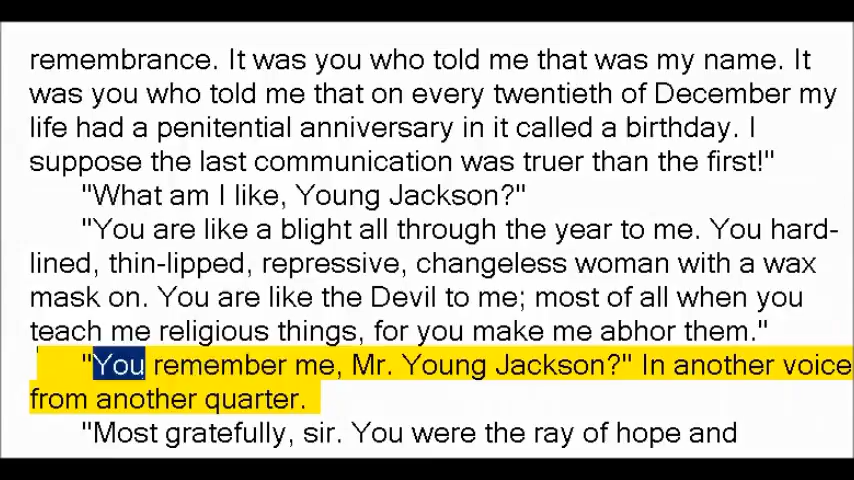 remembrance. It was you who told me that was my name. It
was you who told me that on every twentieth of December my
life had a penitential anniversary in it called a birthday. I
suppose the last communication was truer than the first!"
"What am I like, Young Jackson?"
"You are like a blight all through the year to me. You hard-
lined, thin-lipped, repressive, changeless woman with a wax
mask on. You are like the Devil to me; most of all when you
teach me religious things, for you make me abhor them."
"You remember me, Mr. Young Jackson?" In another voice
from another quarter.
"Most gratefully, sir. You were the ray of hope and